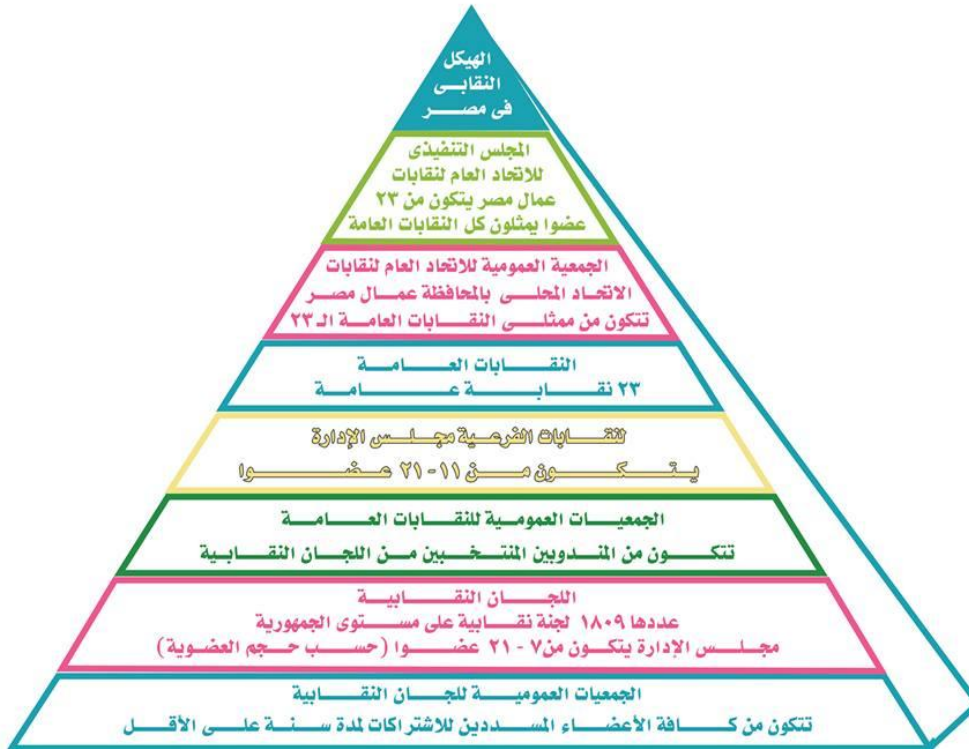 الهيكل
النقابى
فى مصر
المجلس التنفيذى
للاتحاد العام لنقابات
عمال مصر يتكون من ٢٣
عضوا يمثلون كل النقابات العامة
الجمعية العمومية للاتحاد العام لنقابات
الاتحاد المحلى بالمحافظة عمال مصر
تتكون من ممثلى النقابات العامة الـ ٢٣
النقابات العامة
٢٣ نقابة عامة
لنقابات الفرعية مجلس الإدارة
يتكون من ١١ - ٢١ عضوا
الجمعيات العمومية للنقابات العامة
تتكون من المندوبين المنتخبين من اللجان النقابية
اللجان النقابية
عددها ١٨٠٩ لجنة نقابية على مستوى الجمهورية
مجلس الإدارة يتكون من ٧ - ٢١ عضوا (حسب حجم العضوية)
الجمعيات العمومية للجان النقابية
تتكون من كافة الأعضاء المسددين للاشتراكات لمدة سنة على الأقل